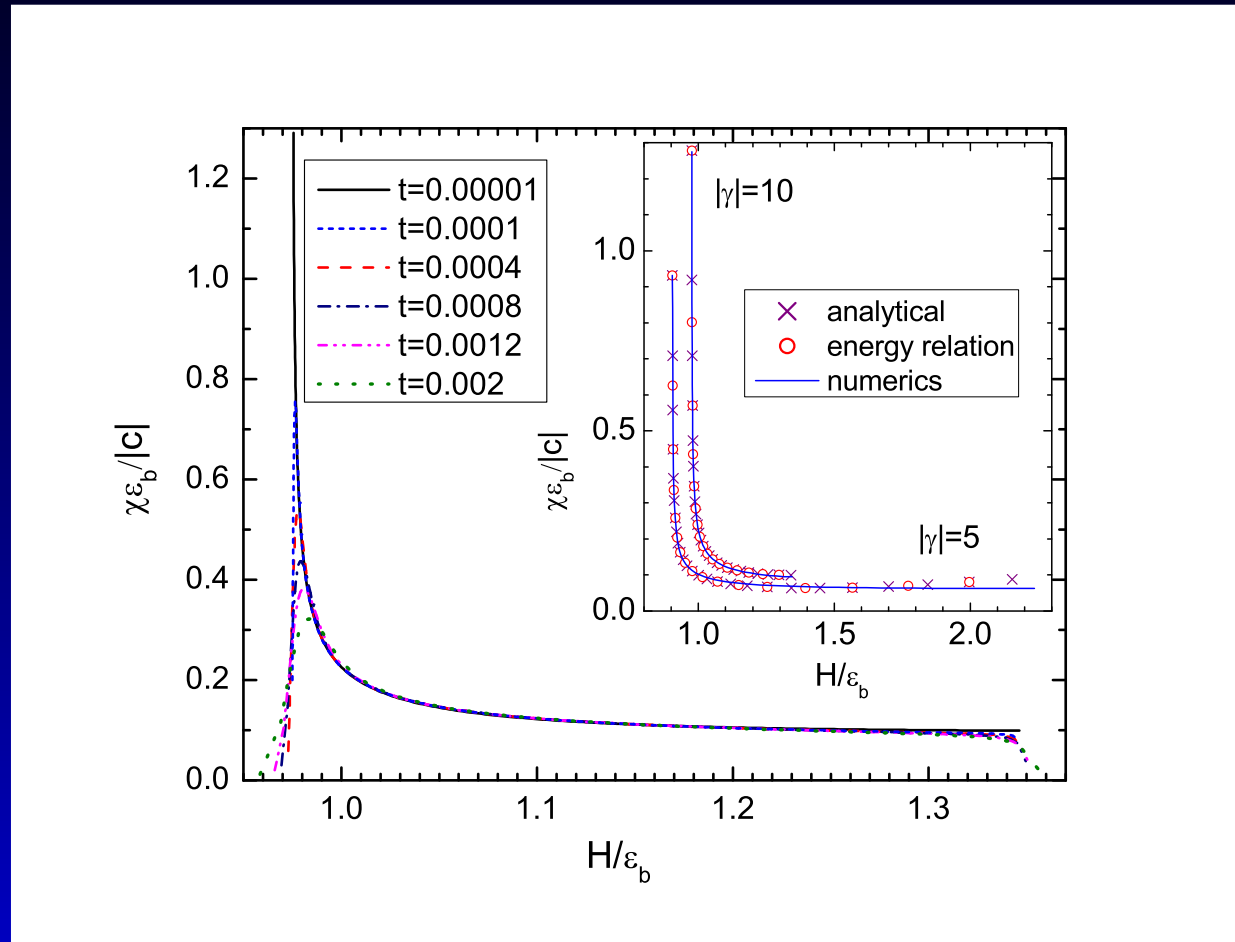 1.2
1.0
0.8
0.6
0.4
0.2
0.0
χε_b/|c|
t=0.00001
t=0.0001
t=0.0004
t=0.0008
t=0.0012
t=0.002
1.0
1.1
1.2
1.3
H/ε_b
|γ|=10
1.0
0.5
0.0
χε_b/|c|
analytical
energy relation
numerics
|γ|=5
1.0
1.5
2.0
H/ε_b